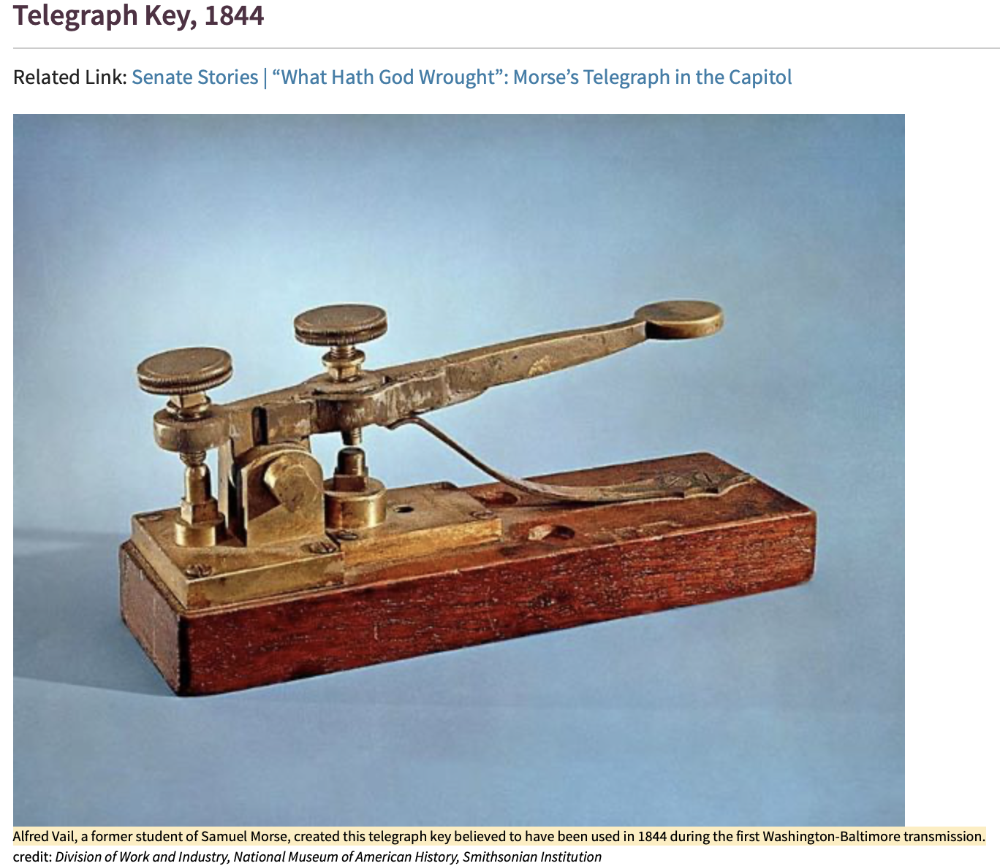 Telegraph Key, 1844
Related Link: Senate Stories | “What Hath God Wrought”: Morse’s Telegraph in the Capitol
Alfred Vail, a former student of Samuel Morse, created this telegraph key believed to have been used in 1844 during the first Washington-Baltimore transmission.
credit: Division of Work and Industry, National Museum of American History, Smithsonian Institution